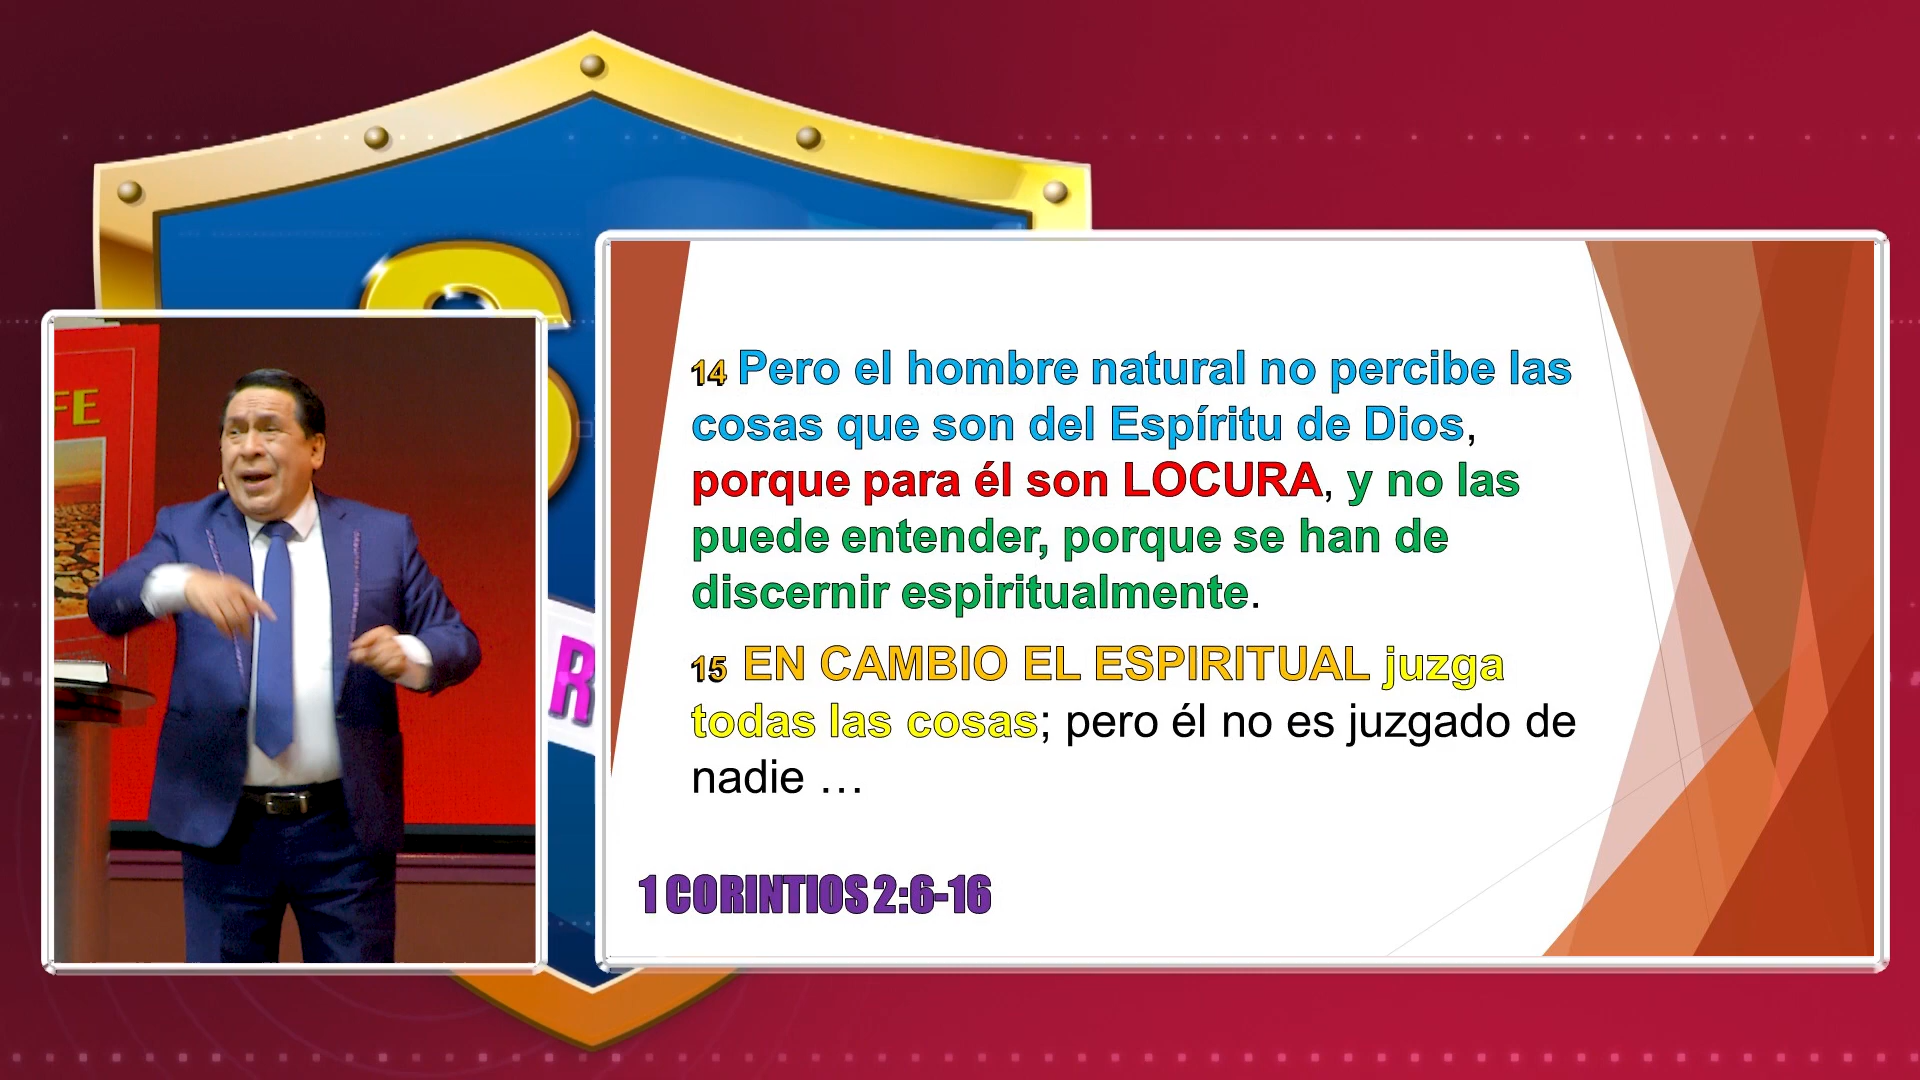 FE
R
14 Pero el hombre natural no percibe las
cosas que son del Espíritu de Dios,
porque para él son LOCURA, y no las
puede entender, porque se han de
discernir espiritualmente.
15 EN CAMBIO EL ESPIRITUAL juzga
todas las cosas; pero él no es juzgado de
nadie …
1 CORINTIOS 2:6-16